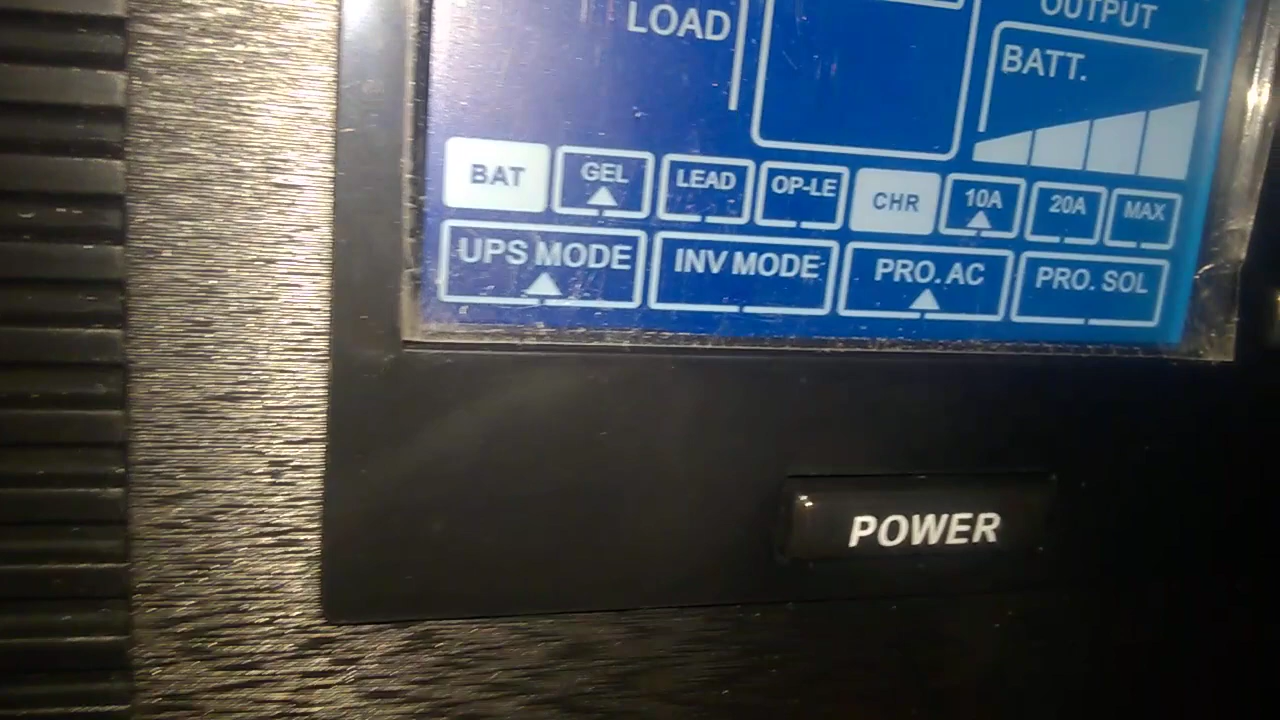 LOAD
OUTPUT
BATT.
BAT GEL LEAD OP-LE CHR 10A 20A MAX
UPS MODE INV MODE PRO. AC PRO. SOL
POWER